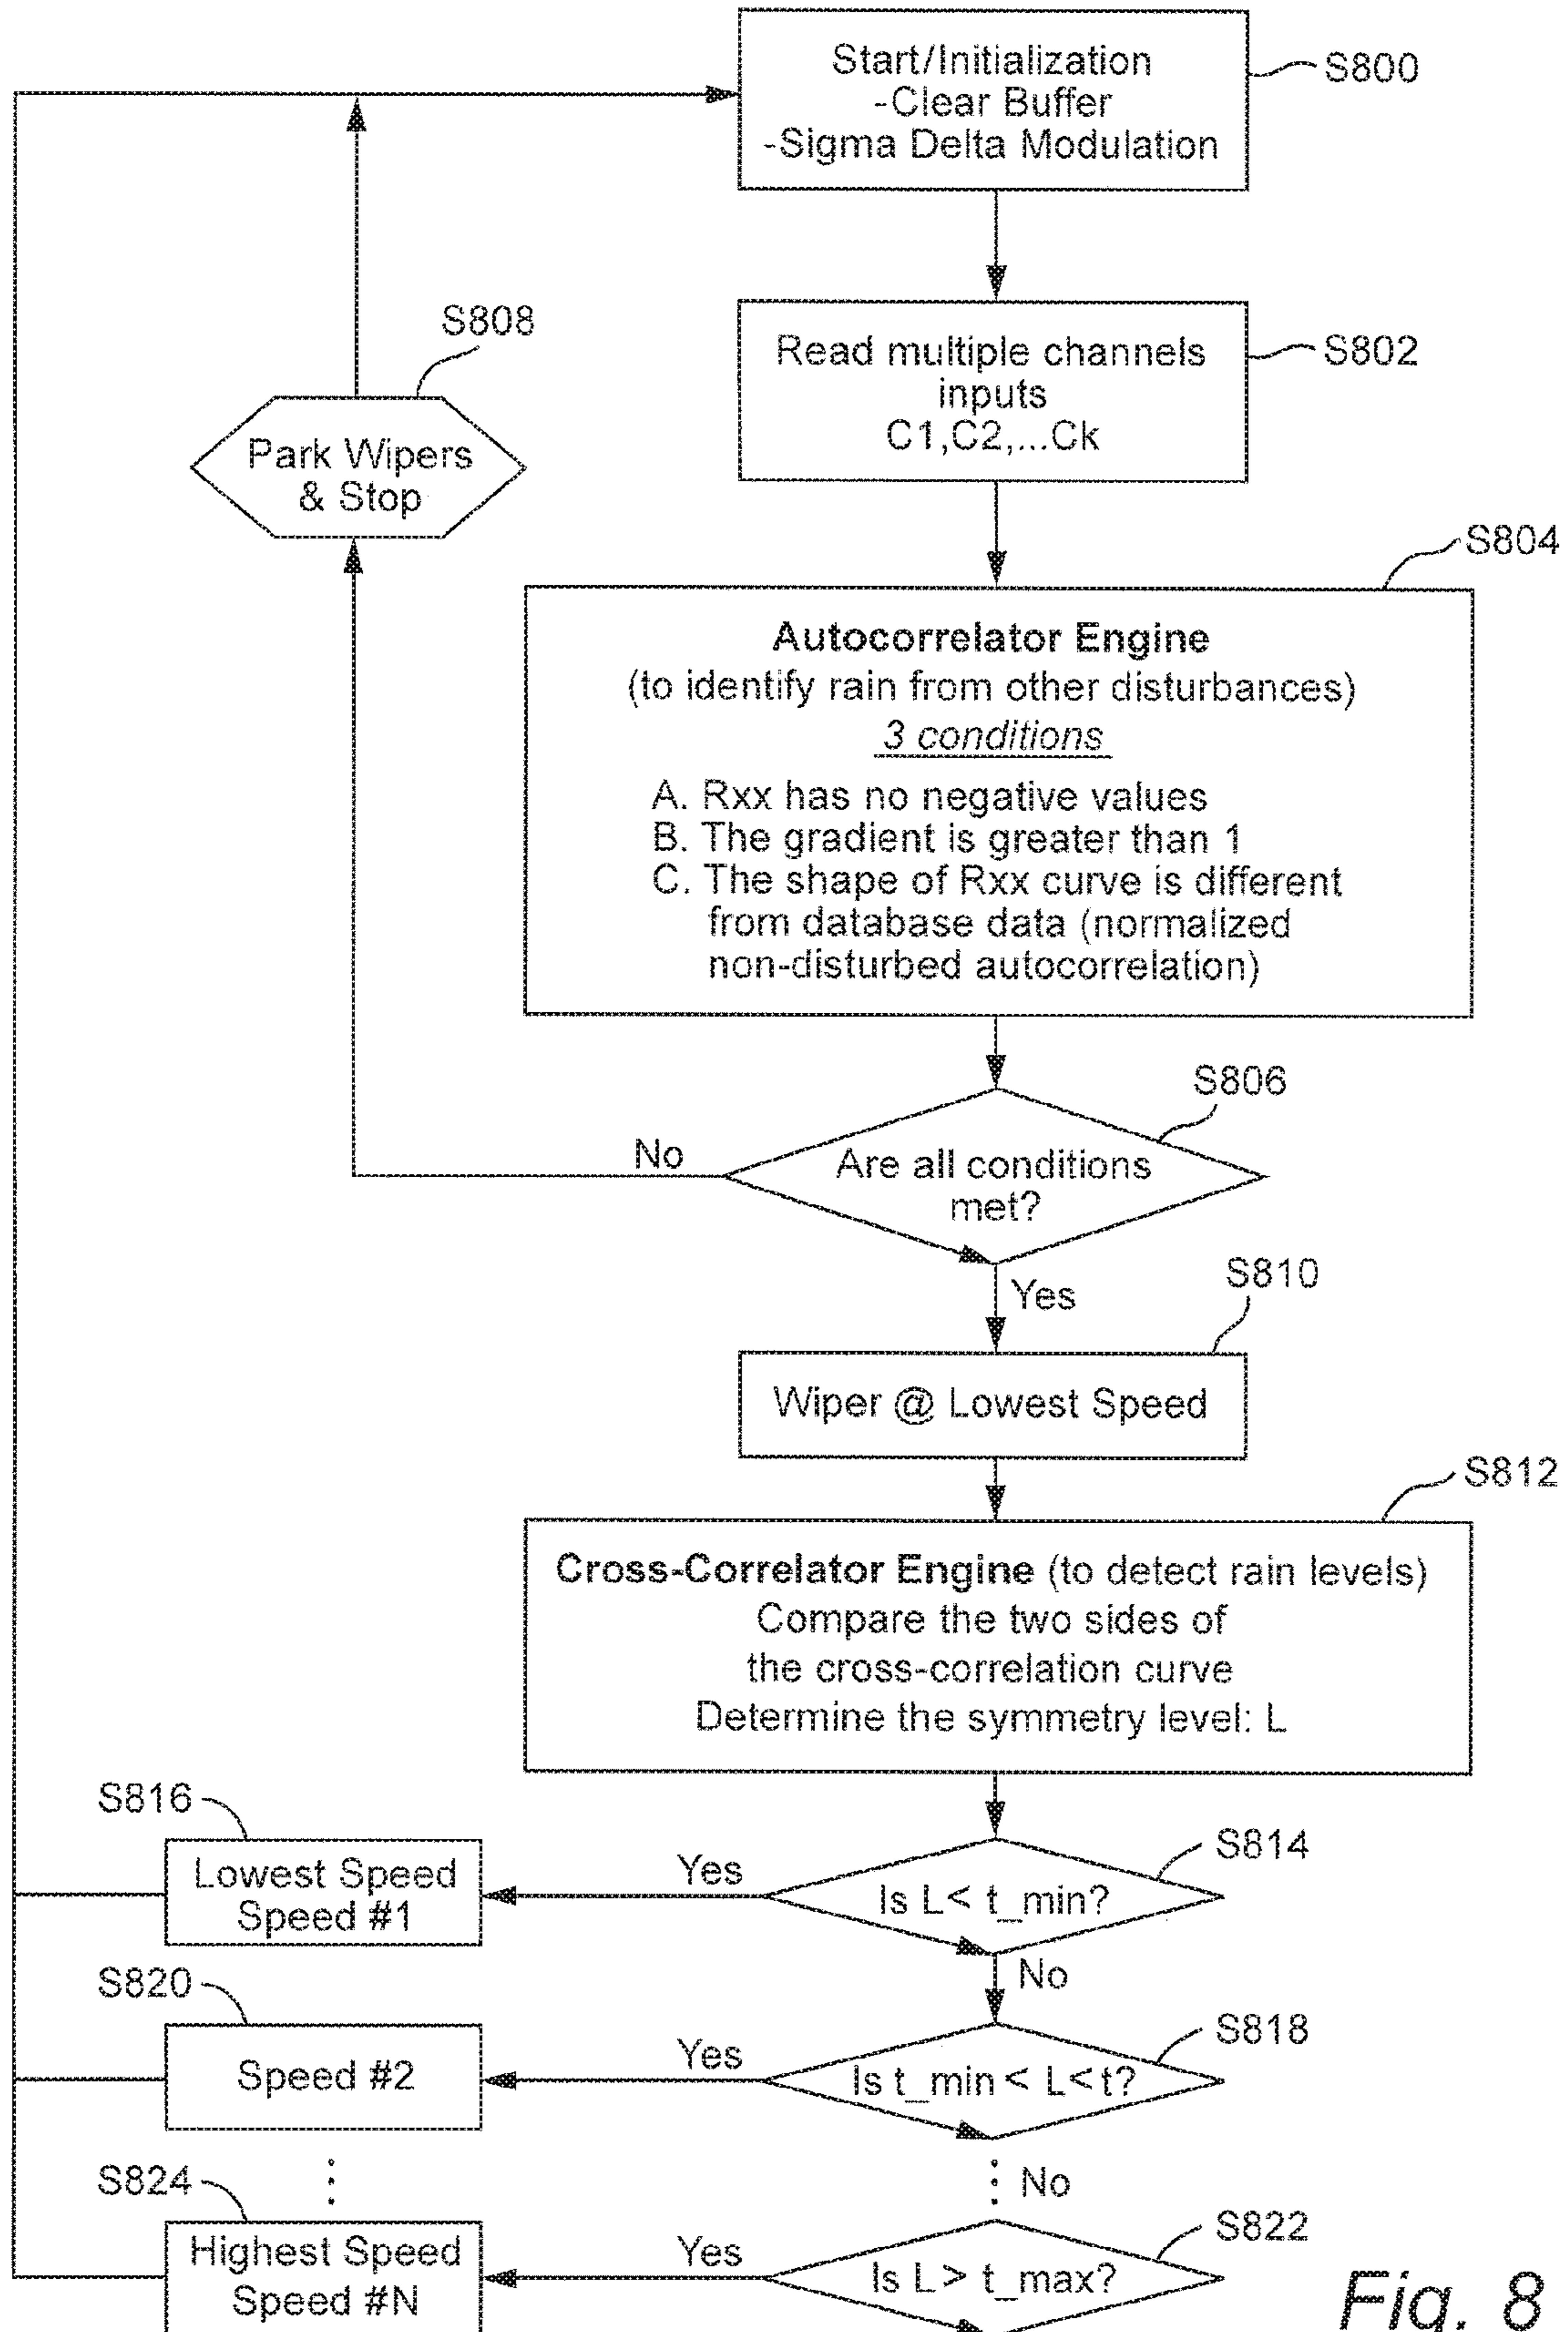 Start/Initialization
-Clear Buffer
-Sigma Delta Modulation
S800
Read multiple channels
inputs
C1,C2,...Ck
S802
S808
Park Wipers
& Stop
S804
Autocorrelator Engine
(to identify rain from other disturbances)
3 conditions
A. Rxx has no negative values
B. The gradient is greater than 1
C. The shape of Rxx curve is different
from database data (normalized
non-disturbed autocorrelation)
S806
No
Are all conditions
met?
Yes
S810
Wiper @ Lowest Speed
S812
Cross-Correlator Engine (to detect rain levels)
Compare the two sides of
the cross-correlation curve
Determine the symmetry level: L
S816
Lowest Speed
Speed #1
Yes
S814
Is L< t_min?
No
S820
Speed #2
Yes
S818
Is t_min < L<t?
No
S824
Highest Speed
Speed #N
Yes
S822
Is L > t_max?
Fig. 8